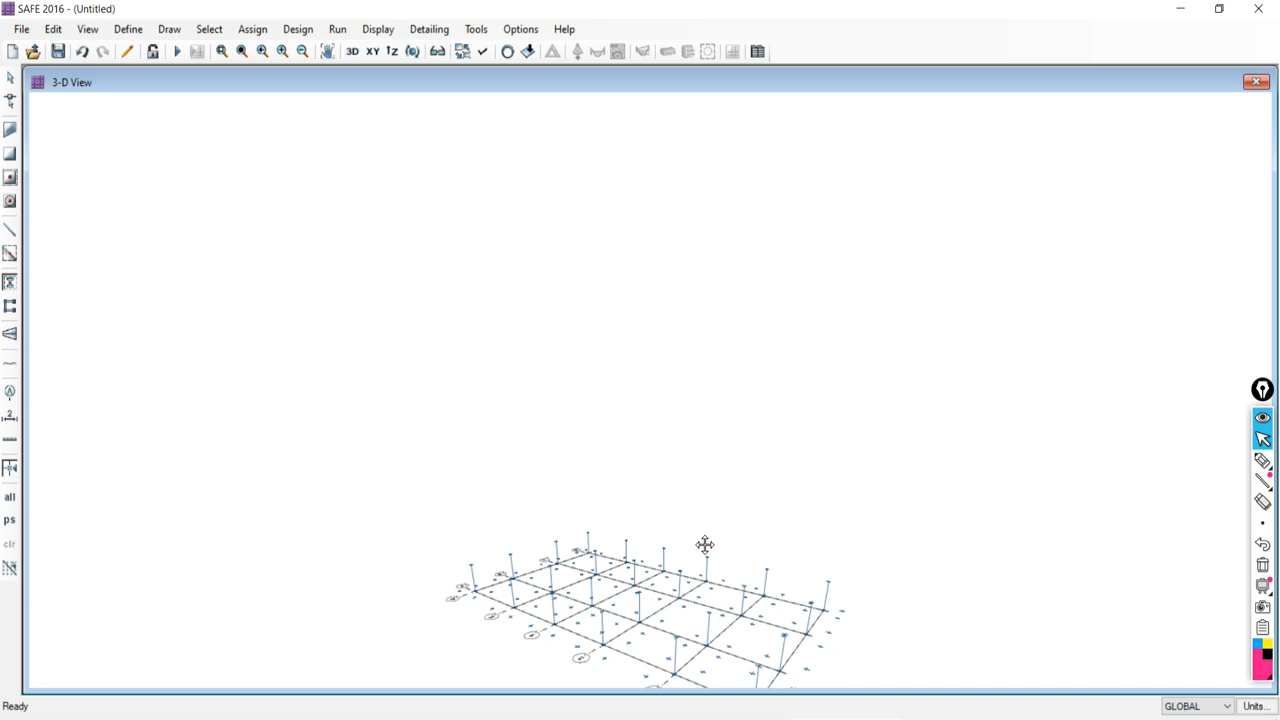 SAFE 2016 - (Untitled)
File Edit View Define Draw Select Assign Design Run Display Detailing Tools Options Help
3D XY
3-D View
all
ps
clr
Ready
GLOBAL Units...